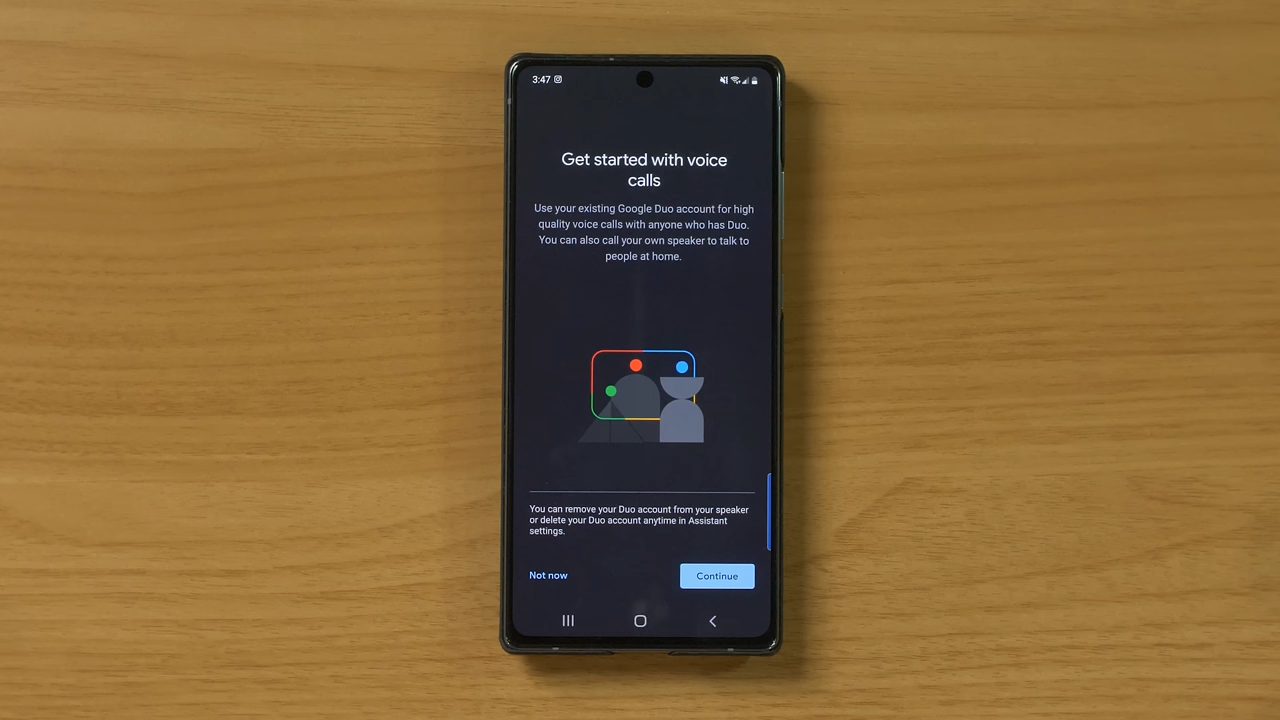 3:47
Get started with voice
calls
Use your existing Google Duo account for high
quality voice calls with anyone who has Duo.
You can also call your own speaker to talk to
people at home.
You can remove your Duo account from your speaker
or delete your Duo account anytime in Assistant
settings.
Not now
Continue